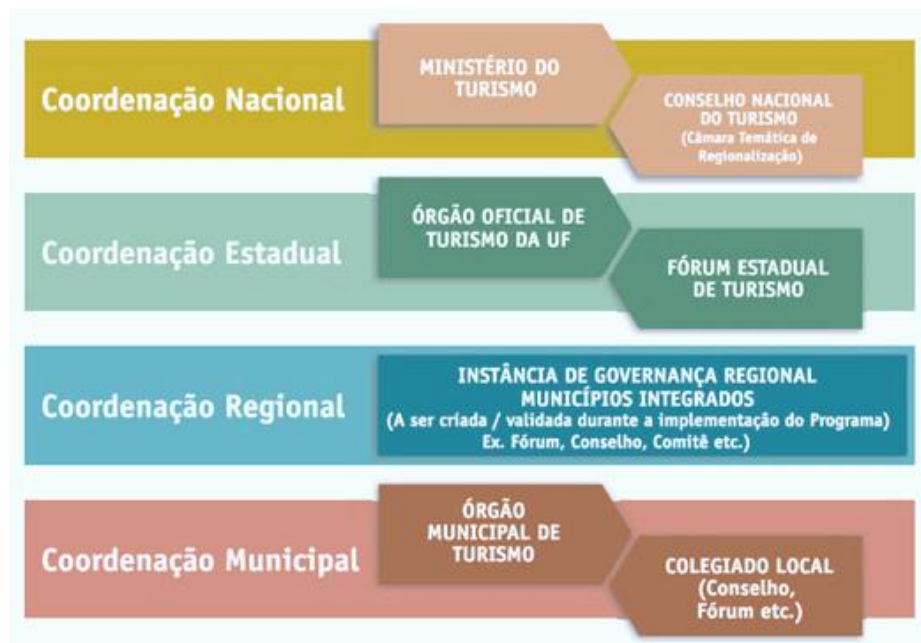 Coordenação Nacional
MINISTÉRIO DO
TURISMO
CONSELHO NACIONAL
DO TURISMO
(Câmara Temática de
Regionalização)
Coordenação Estadual
ÓRGÃO OFICIAL DE
TURISMO DA UF
FÓRUM ESTADUAL
DE TURISMO
Coordenação Regional
INSTÂNCIA DE GOVERNANÇA REGIONAL
MUNICÍPIOS INTEGRADOS
(A ser criada / validada durante a implementação do Programa)
Ex. Fórum, Conselho, Comitê etc.)
Coordenação Municipal
ÓRGÃO
MUNICIPAL DE
TURISMO
COLEGIADO LOCAL
(Conselho,
Fórum etc.)